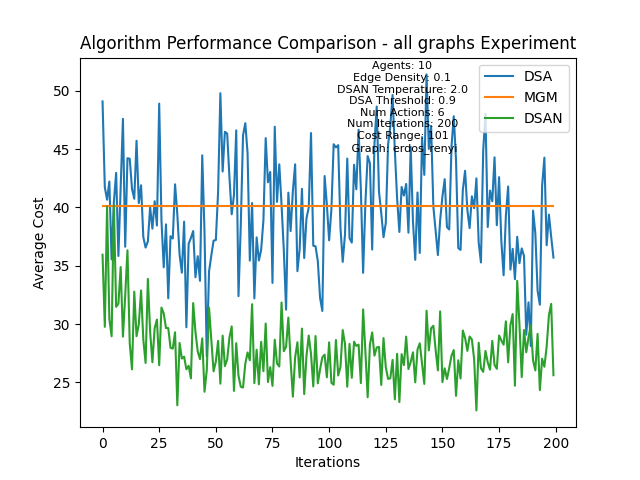 Algorithm Performance Comparison - all graphs Experiment
Agents: 10
Edge Density: 0.1
DSAN Temperature: 2.0
DSA Threshold: 0.9
Num Actions: 6
Num Iterations: 200
Cost Range: 101
Graph: erdos_renyi
DSA
MGM
DSAN
Average Cost
50
45
40
35
30
25
0 25 50 75 100 125 150 175 200
Iterations